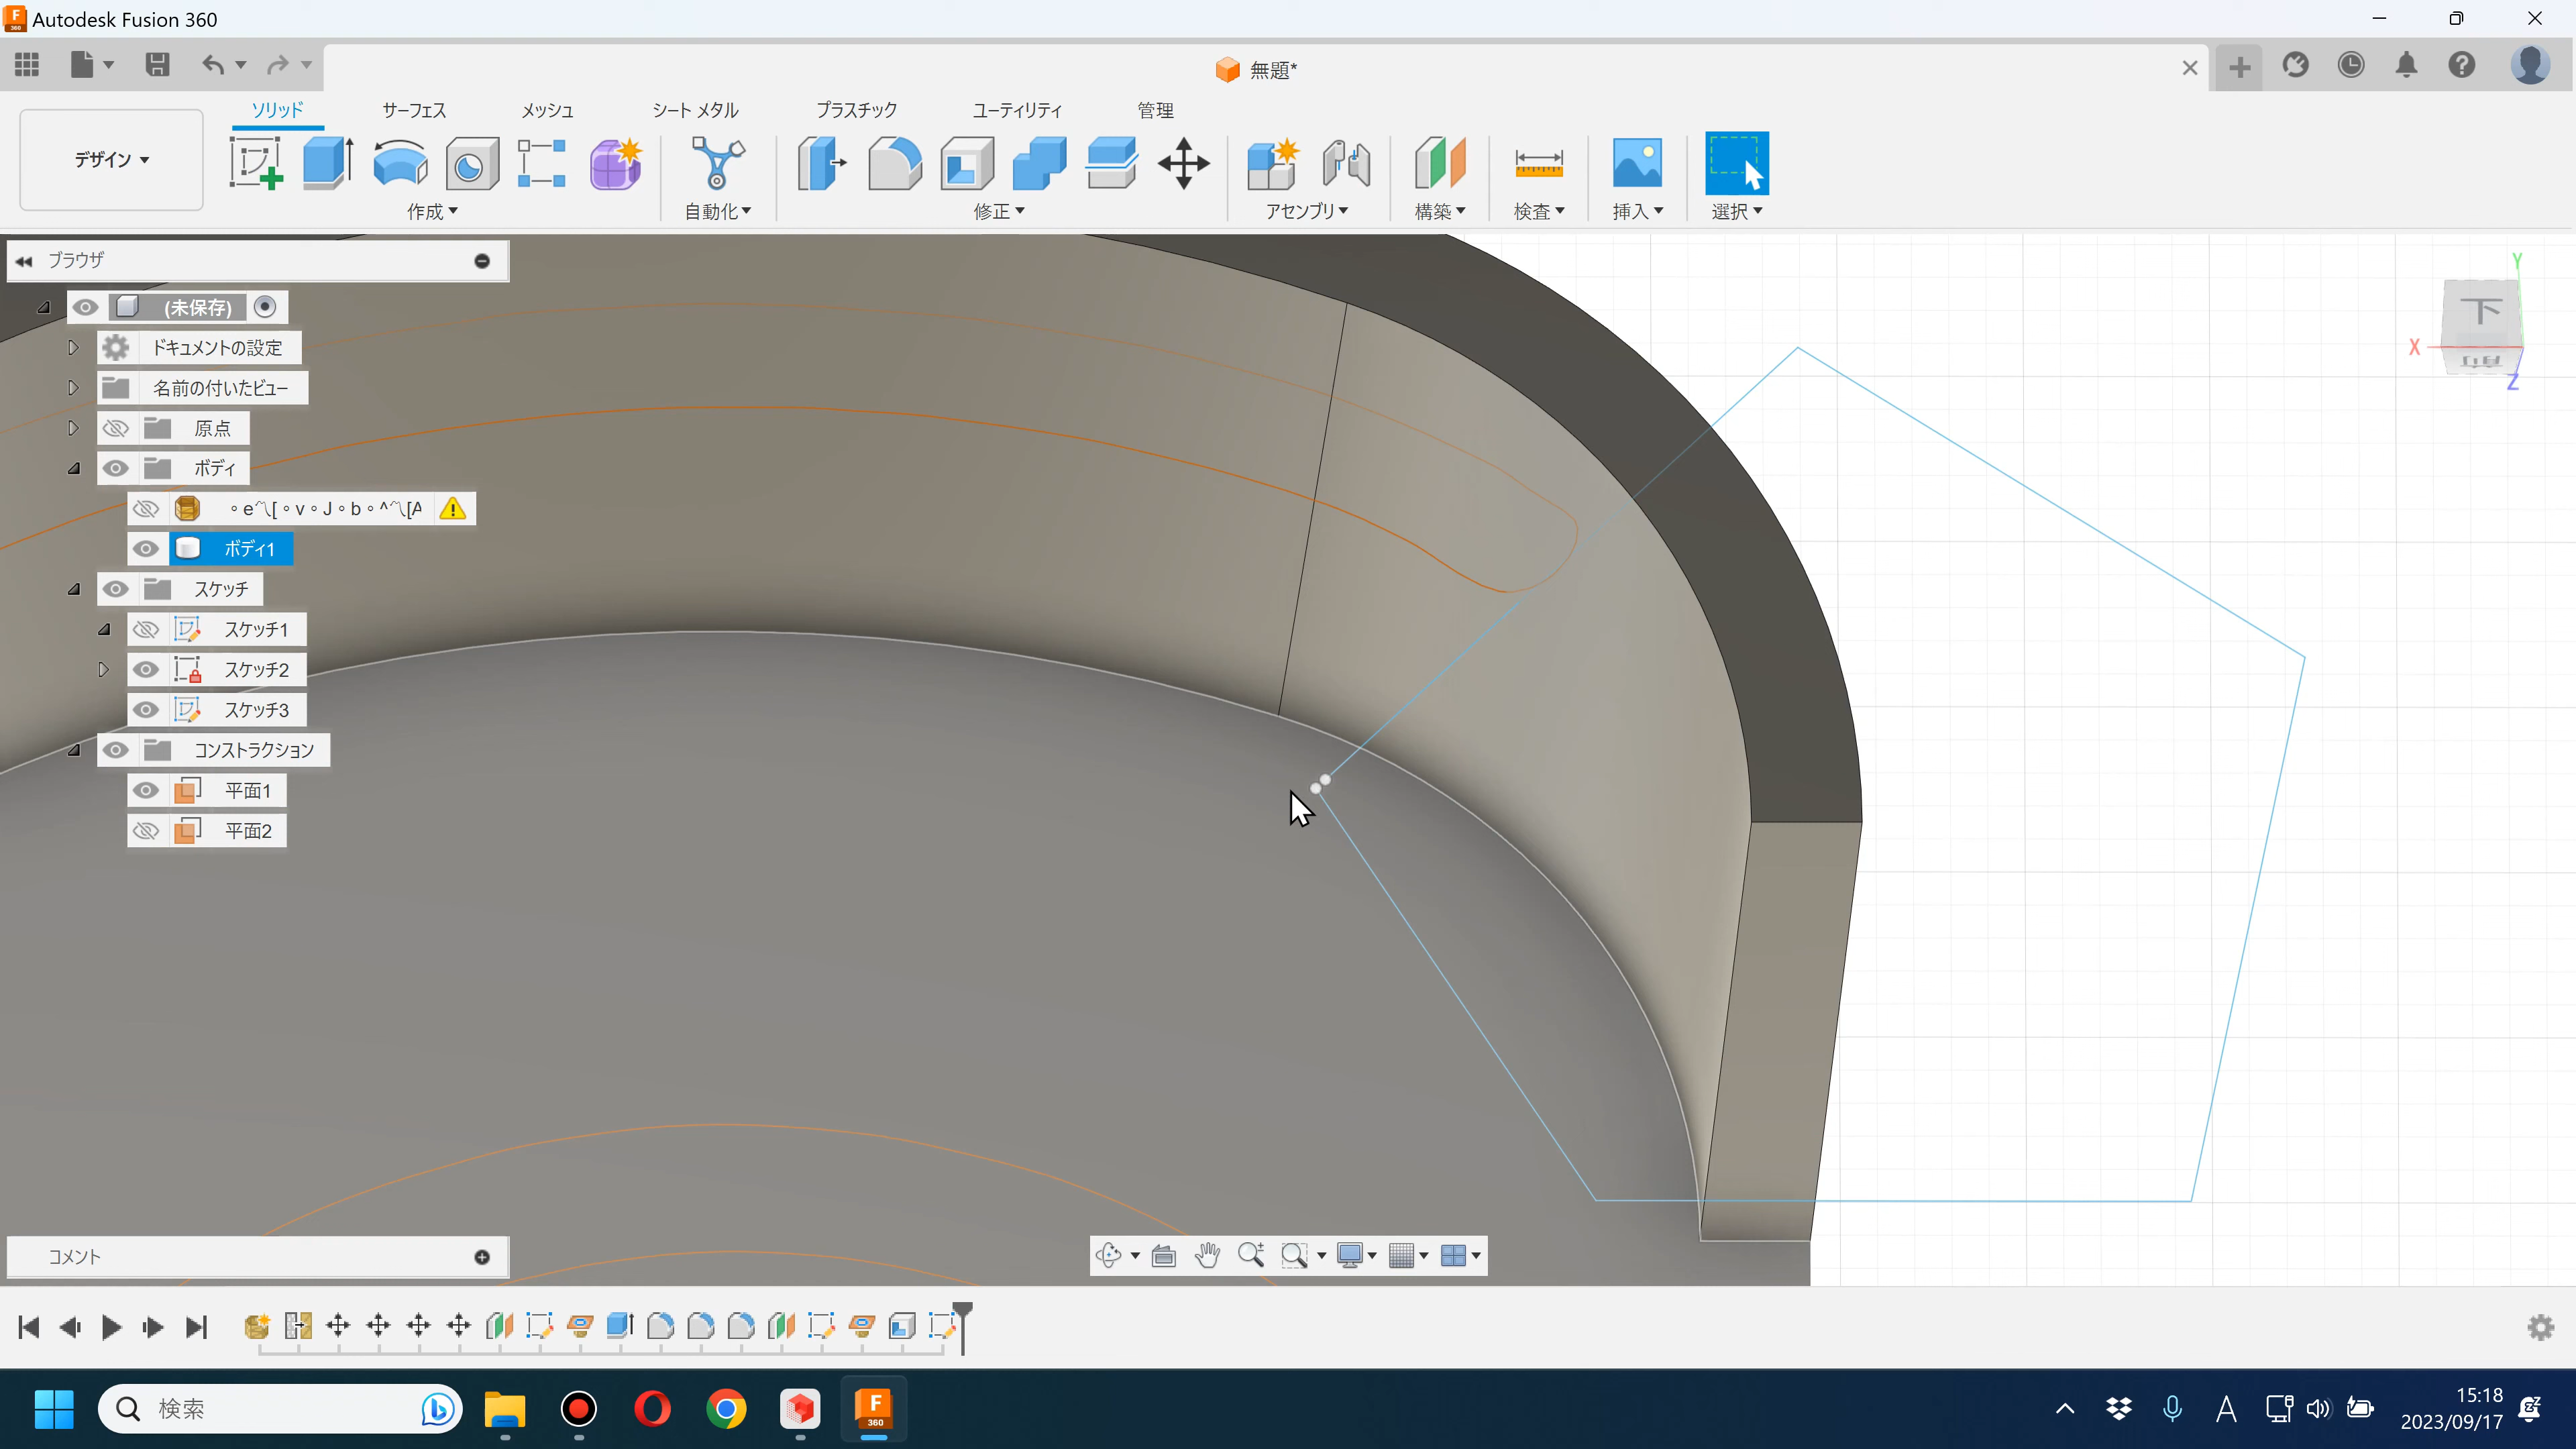 Autodesk Fusion 360
無題*
ソリッド サーフェス メッシュ シート メタル プラスチック ユーティリティ 管理
デザイン
作成 自動化 修正 アセンブリ 構築 検査 挿入 選択
ブラウザ
(未保存)
ドキュメントの設定
名前の付いたビュー
原点
ボディ
ボディ1
スケッチ
スケッチ1
スケッチ2
スケッチ3
コンストラクション
平面1
平面2
Y
下
X
Z
コメント
検索
F
360
A
15:18
2023/09/17